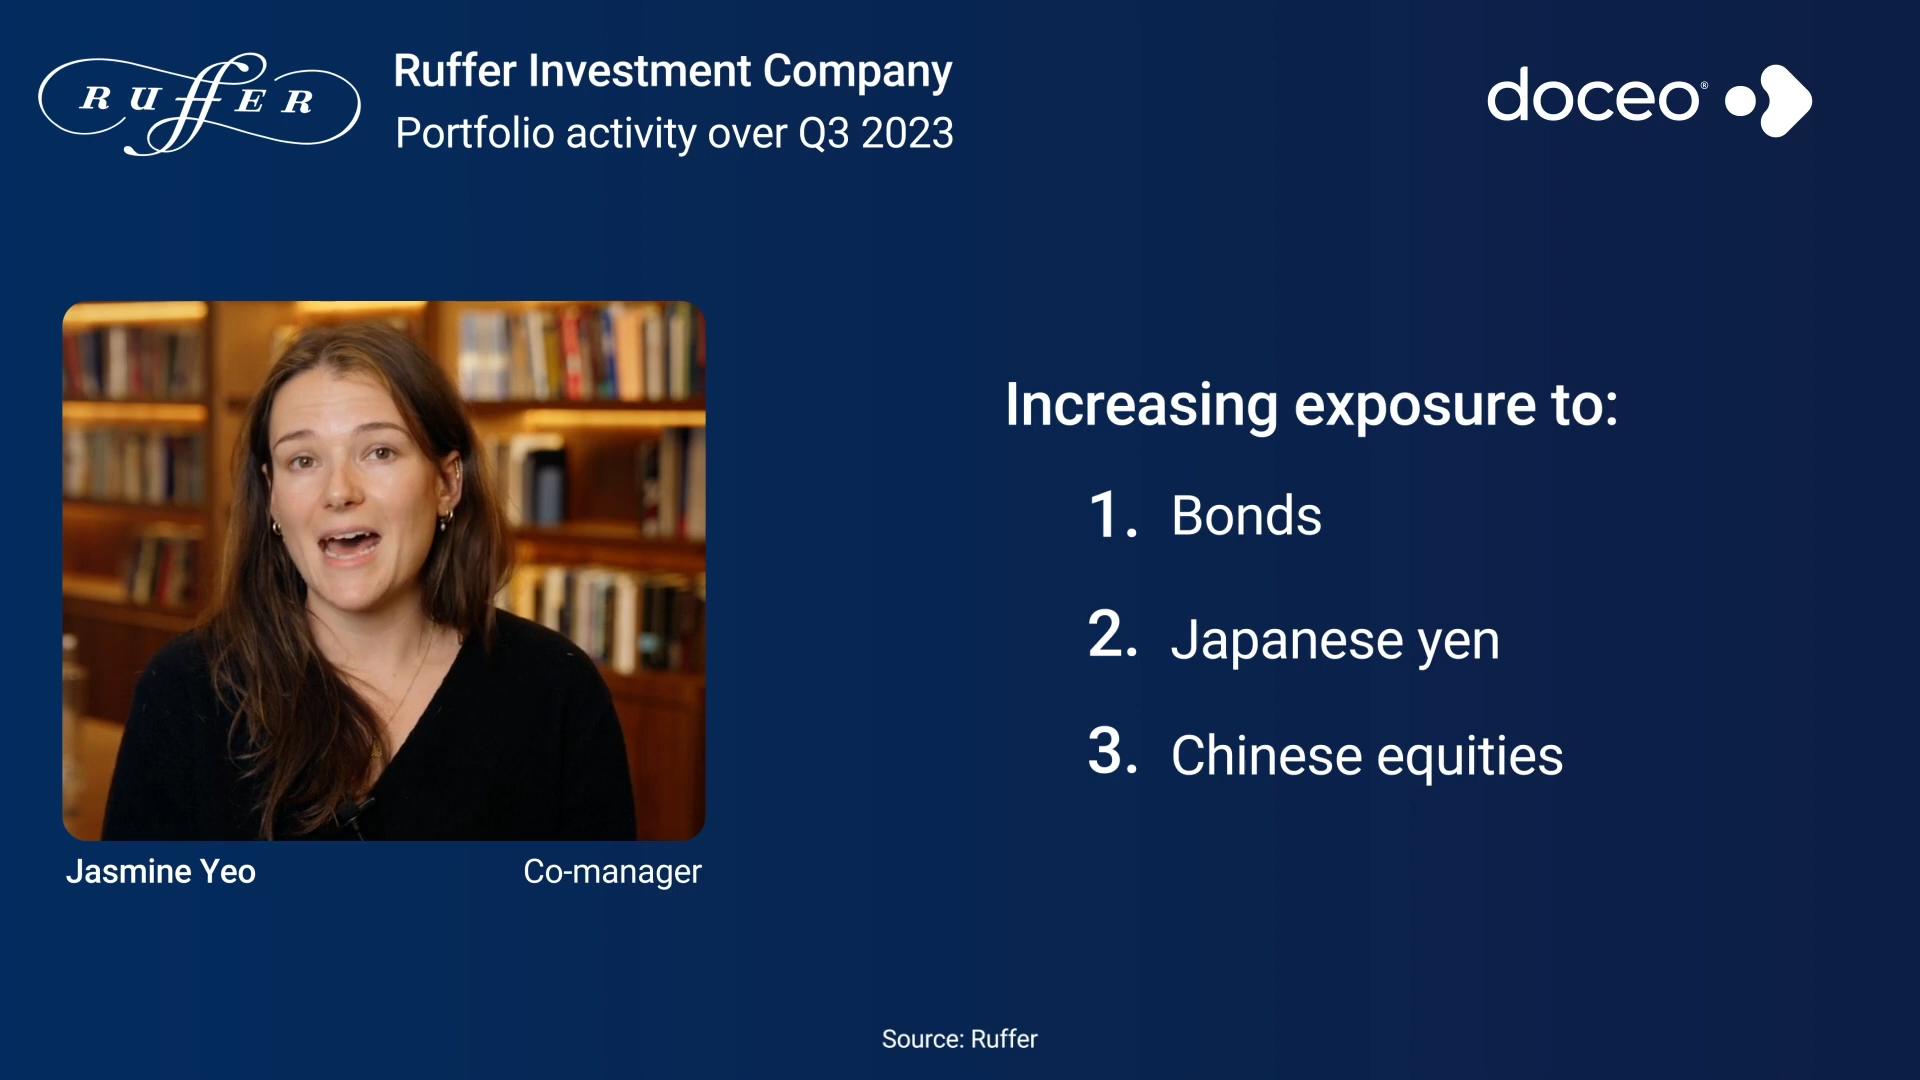 RUffER
Ruffer Investment Company
Portfolio activity over Q3 2023
doceo®
Increasing exposure to:
1. Bonds
2. Japanese yen
3. Chinese equities
Jasmine Yeo
Co-manager
Source: Ruffer